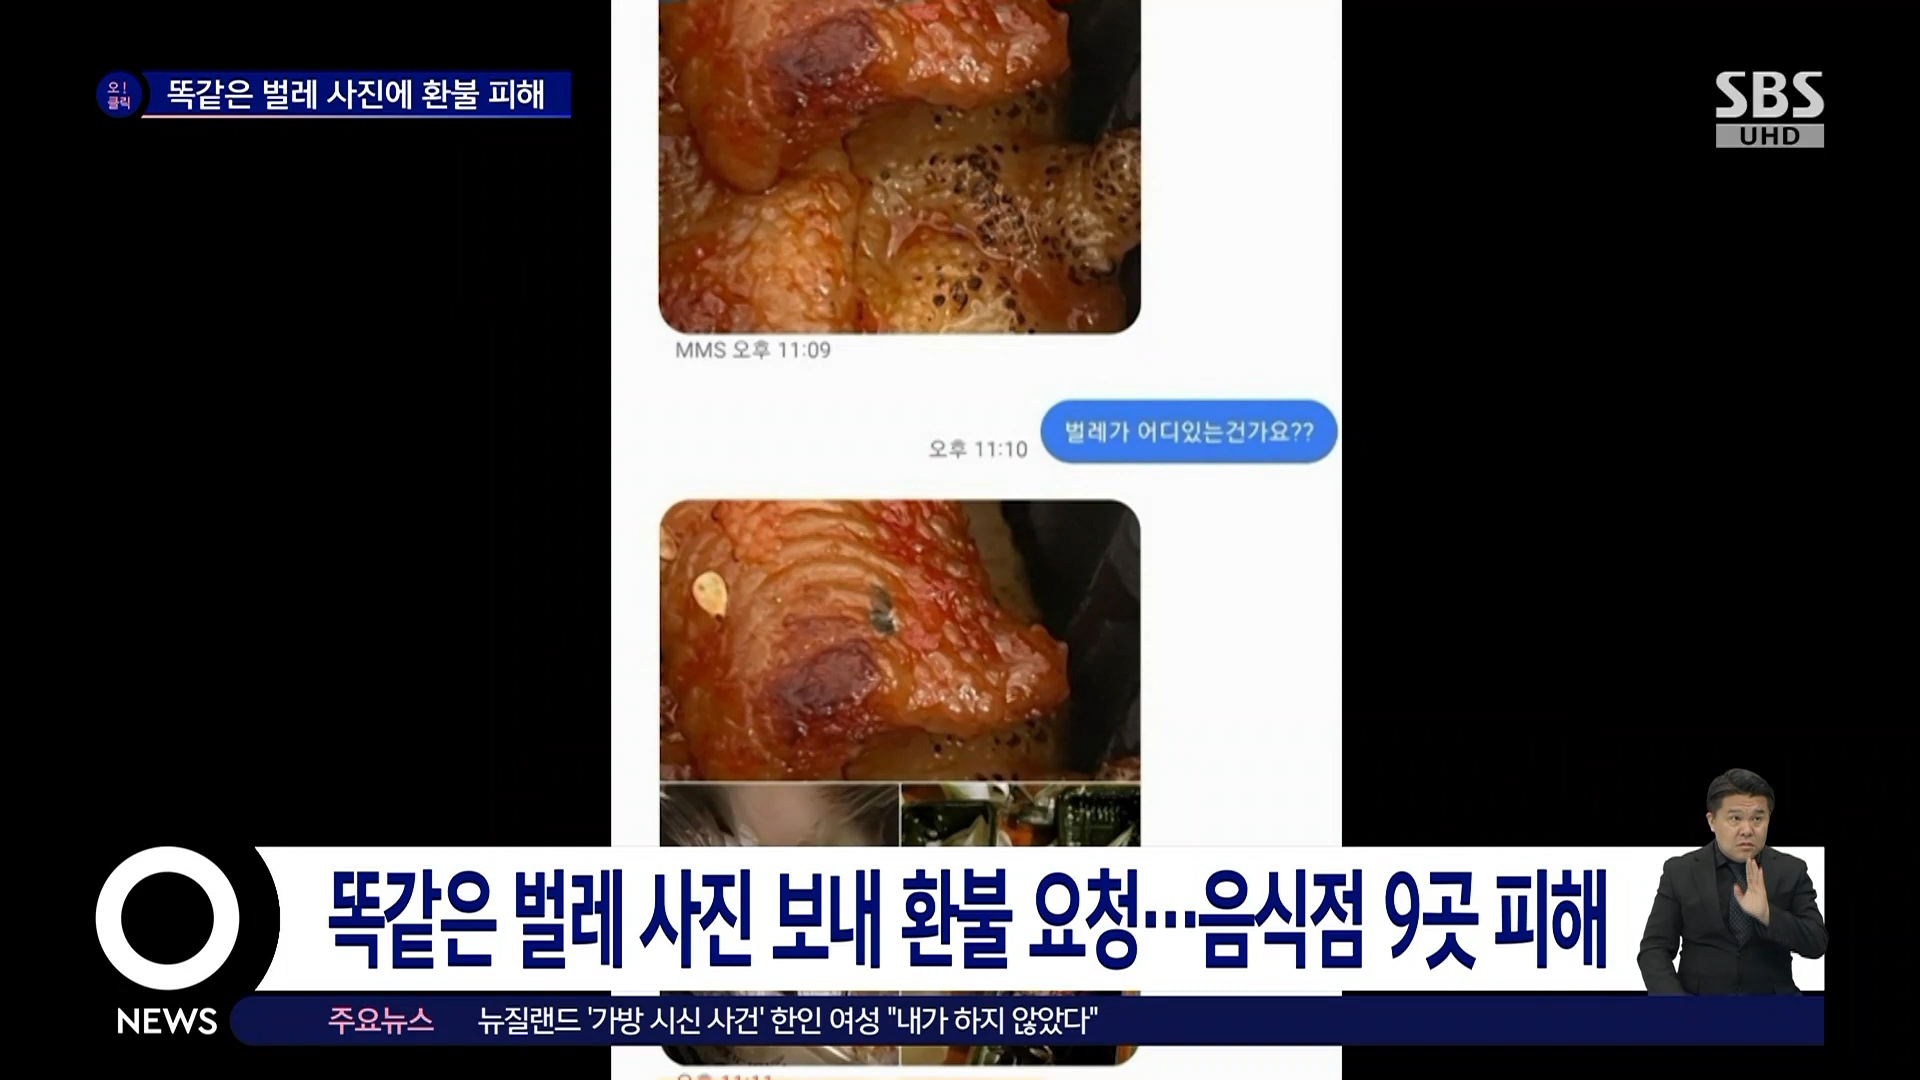 오!
클릭
똑같은 벌레 사진에 환불 피해
SBS
UHD
MMS 오후 11:09
벌레가 어디있는건가요??
오후 11:10
똑같은 벌레 사진 보내 환불 요청…음식점 9곳 피해
NEWS
주요뉴스 뉴질랜드 '가방 시신 사건' 한인 여성 "내가 하지 않았다"
오후 11:11